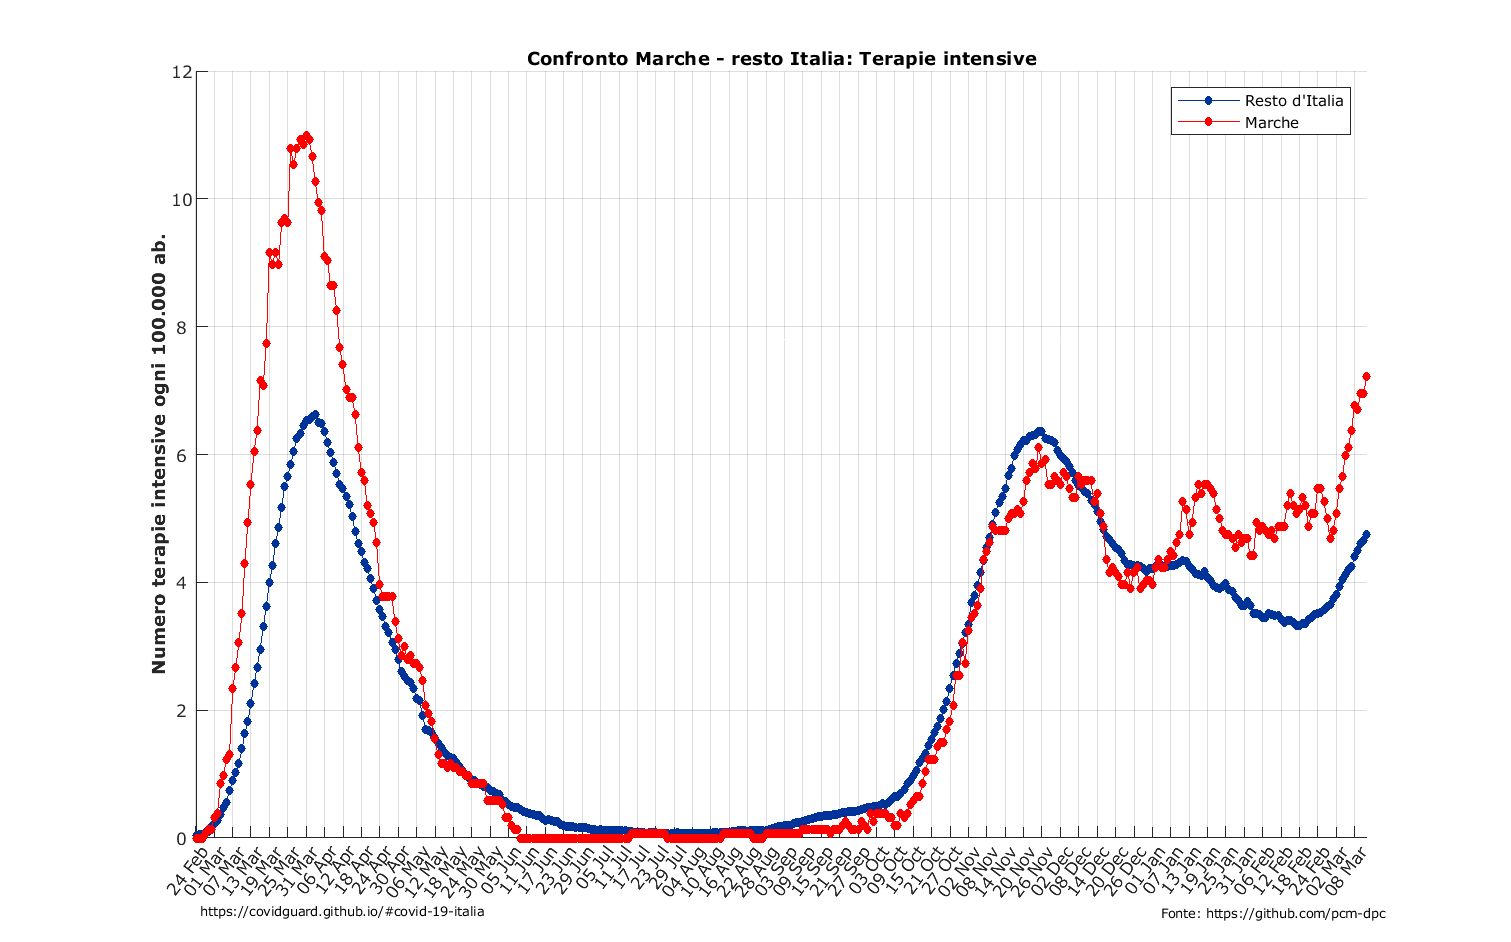 Confronto Marche - resto Italia: Terapie intensive
Numero terapie intensive ogni 100.000 ab.
12
10
8
6
4
2
0
Resto d'Italia
Marche
24 Feb
01 Mar
07 Mar
13 Mar
19 Mar
25 Mar
31 Mar
06 Apr
12 Apr
18 Apr
24 Apr
30 Apr
06 May
12 May
18 May
24 May
30 May
05 Jun
11 Jun
17 Jun
23 Jun
29 Jun
05 Jul
11 Jul
17 Jul
23 Jul
29 Jul
04 Aug
10 Aug
16 Aug
22 Aug
28 Aug
03 Sep
09 Sep
15 Sep
21 Sep
27 Sep
03 Oct
09 Oct
15 Oct
21 Oct
27 Oct
02 Nov
08 Nov
14 Nov
20 Nov
26 Nov
02 Dec
08 Dec
14 Dec
20 Dec
26 Dec
01 Jan
07 Jan
13 Jan
19 Jan
25 Jan
31 Jan
06 Feb
12 Feb
18 Feb
24 Feb
02 Mar
08 Mar
https://covidguard.github.io/#covid-19-italia
Fonte: https://github.com/pcm-dpc